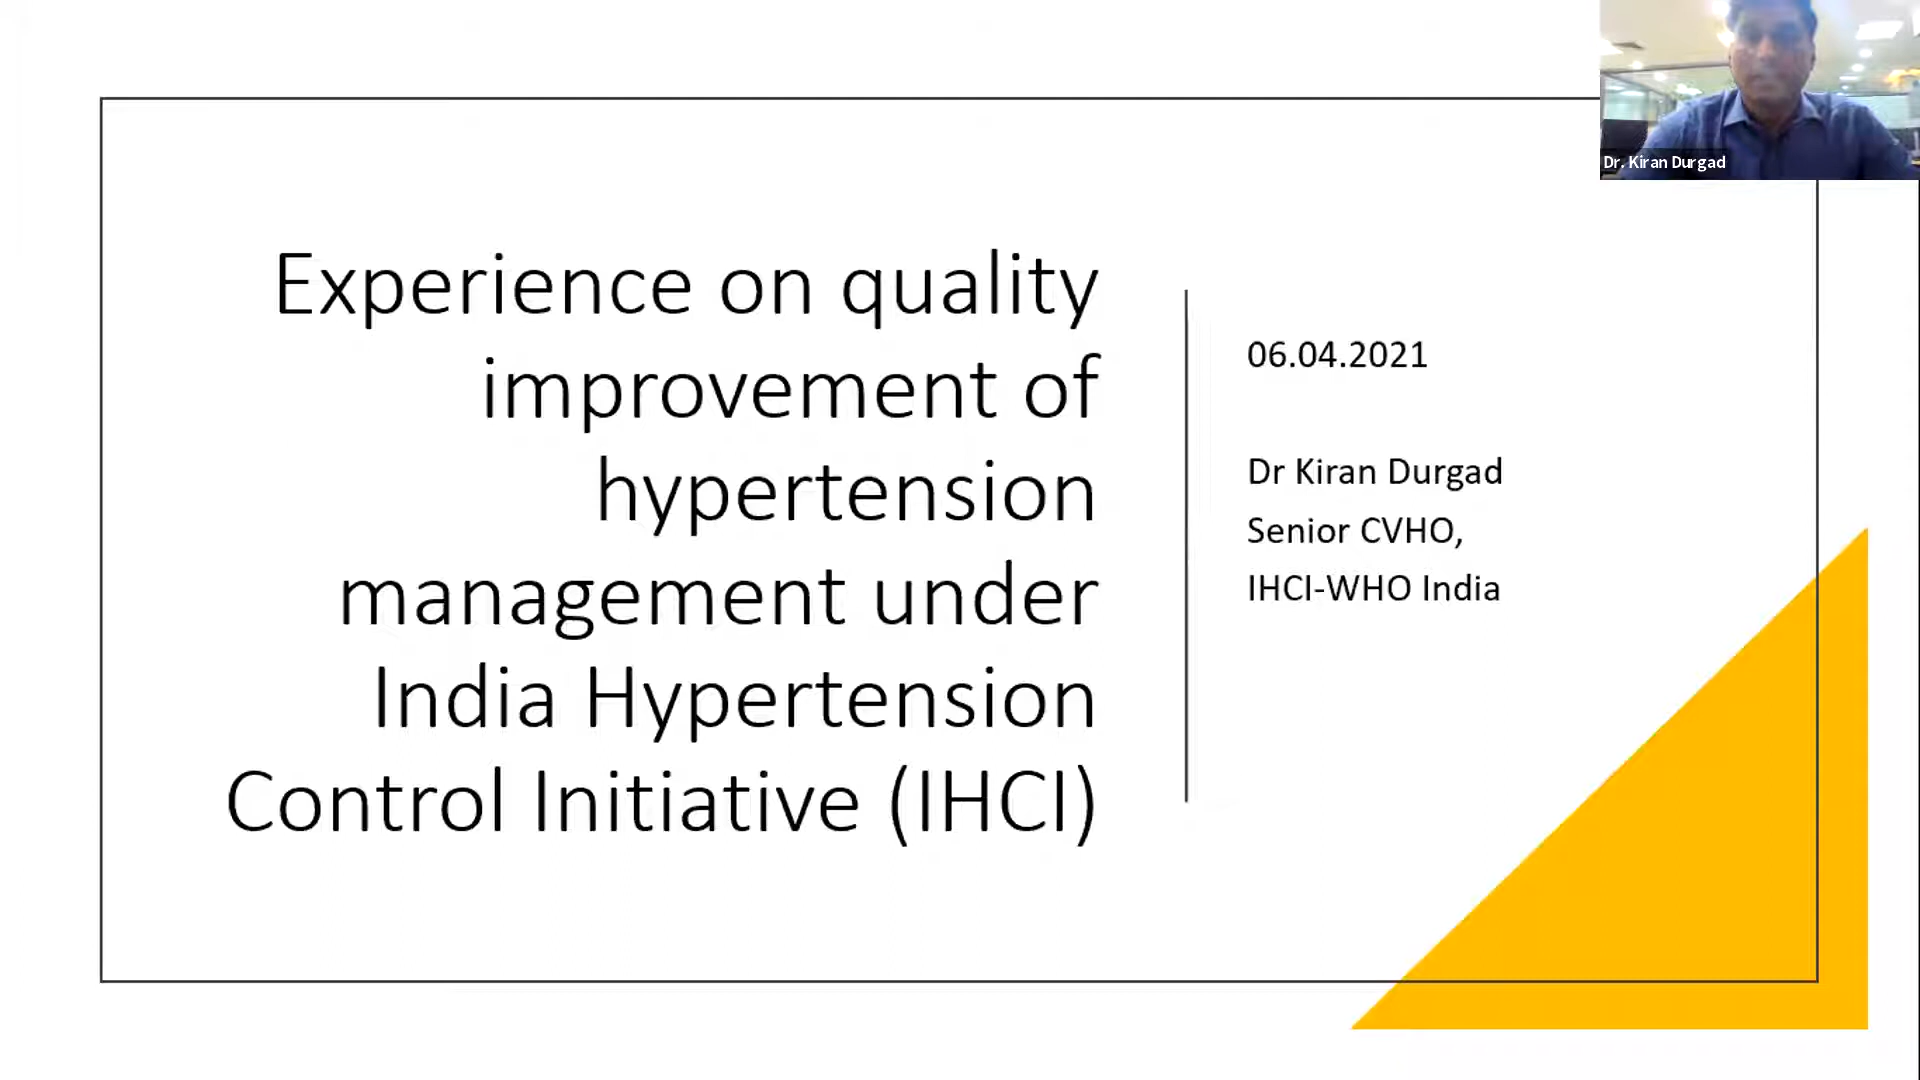 Experience on quality
improvement of
hypertension
management under
India Hypertension
Control Initiative (IHCI)
06.04.2021
Dr Kiran Durgad
Senior CVHO,
IHCI-WHO India
Dr. Kiran Durgad